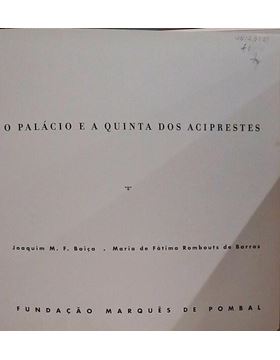 O PALÁCIO E A QUINTA DOS ACIPRESTES
Joaquim M. F. Boiça . Maria de Fátima Rombouts de Barros
FUNDAÇÃO MARQUÊS DE POMBAL